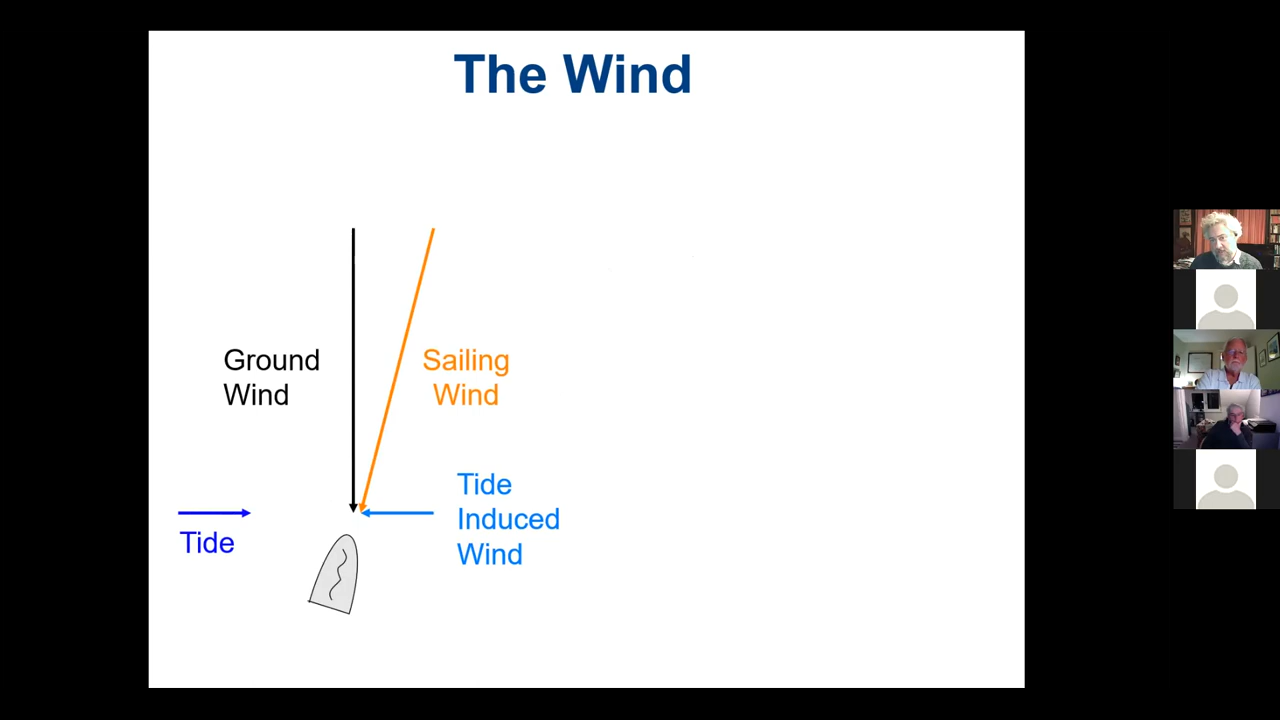 The Wind
Ground
Wind
Sailing
Wind
Tide
Induced
Wind
Tide